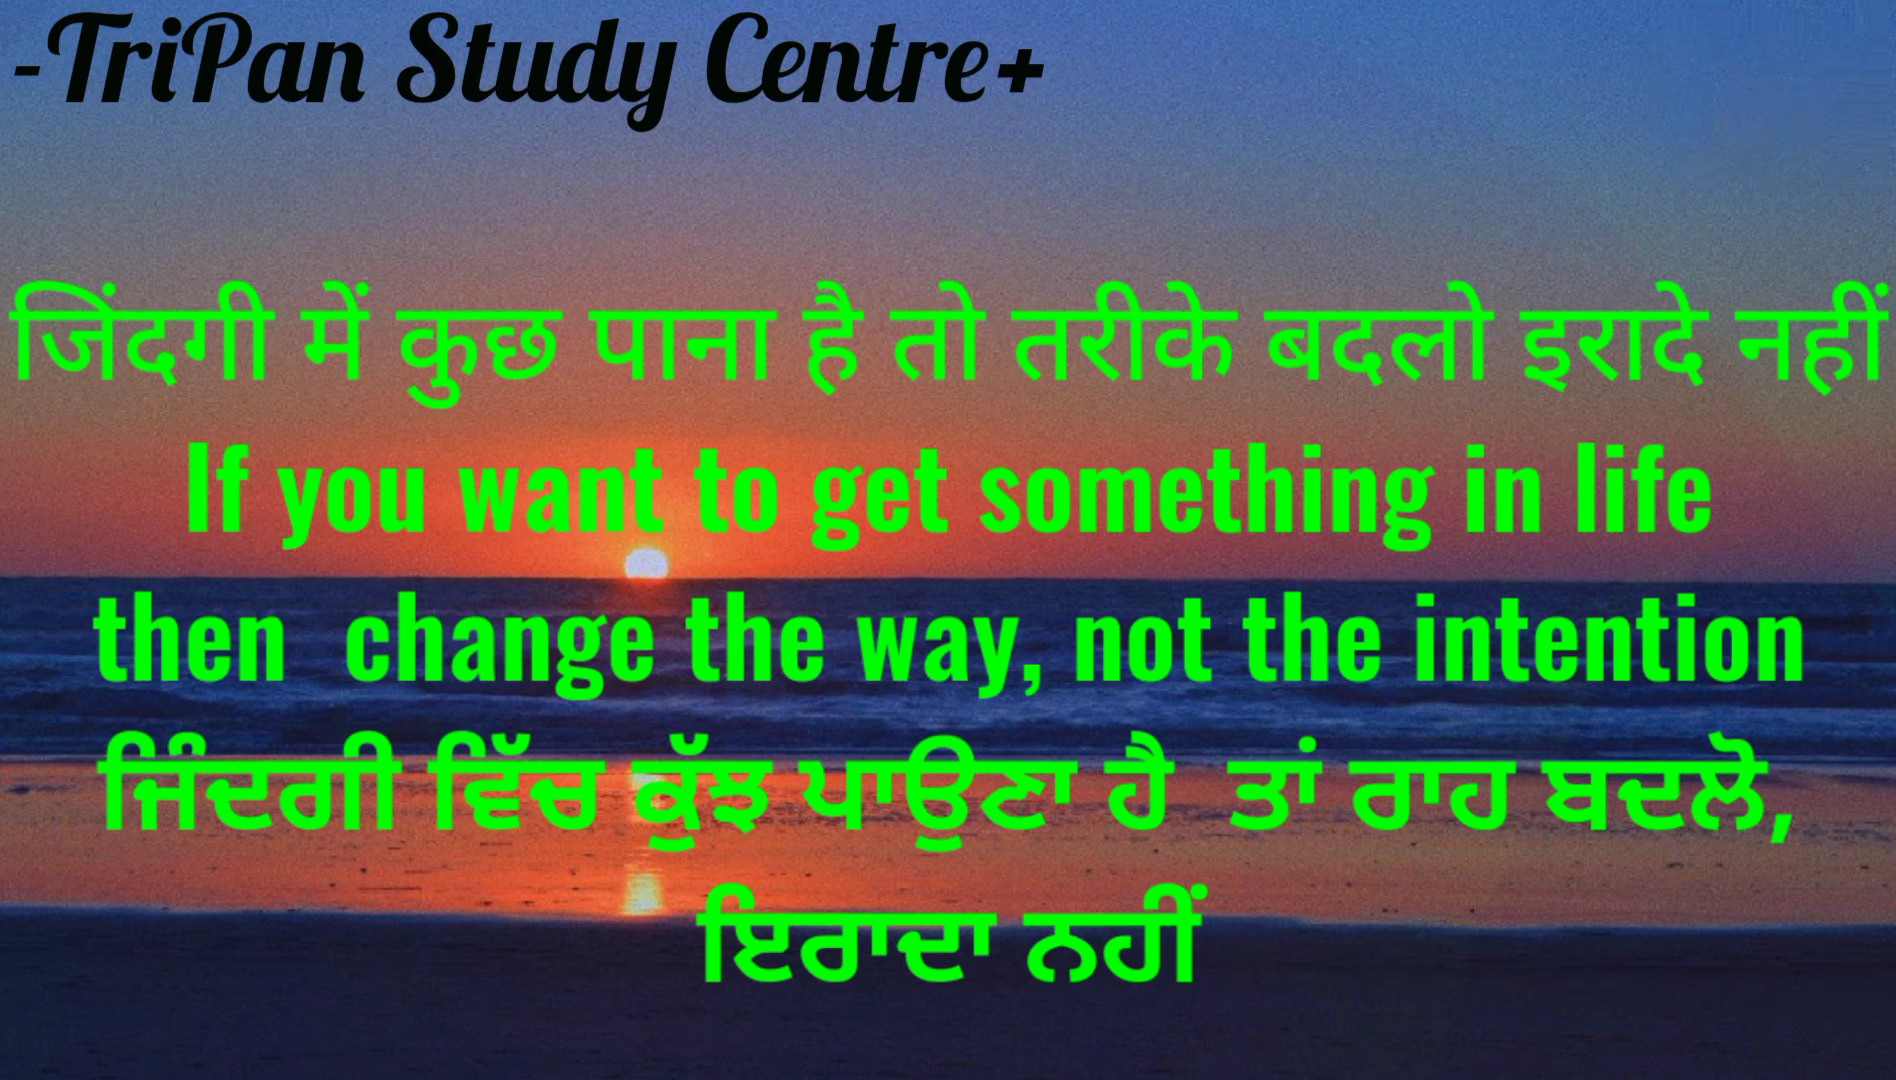 -TriPan Study Centre+
जिंदगी में कुछ पाना है तो तरीके बदलो इरादे नहीं
If you want to get something in life
then  change the way, not the intention
ਜ਼ਿੰਦਗੀ ਵਿੱਚ ਕੁੱਝ ਪਾਉਣਾ ਹੈ  ਤਾਂ ਰਾਹ ਬਦਲੋ,
ਇਰਾਦਾ ਨਹੀਂ